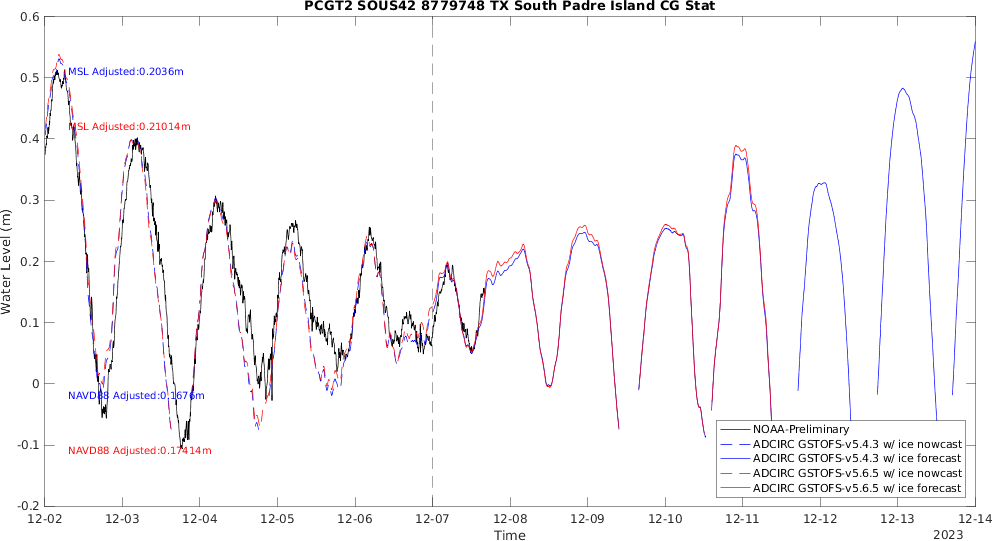 PCGT2 SOUS42 8779748 TX South Padre Island CG Stat
0.6
0.5
0.4
0.3
0.2
0.1
0
-0.1
-0.2
Water Level (m)
MSL Adjusted:0.2036m
MSL Adjusted:0.21014m
NAVD88 Adjusted:0.1676m
NAVD88 Adjusted:0.17414m
NOAA-Preliminary
ADCIRC GSTOFS-v5.4.3 w/ ice nowcast
ADCIRC GSTOFS-v5.4.3 w/ ice forecast
ADCIRC GSTOFS-v5.6.5 w/ ice nowcast
ADCIRC GSTOFS-v5.6.5 w/ ice forecast
12-02 12-03 12-04 12-05 12-06 12-07 12-08 12-09 12-10 12-11 12-12 12-13 12-14
Time
2023